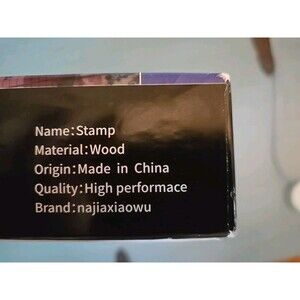 Name:Stamp
Material:Wood
Origin:Made in China
Quality:High performace
Brand:najiaxiaowu